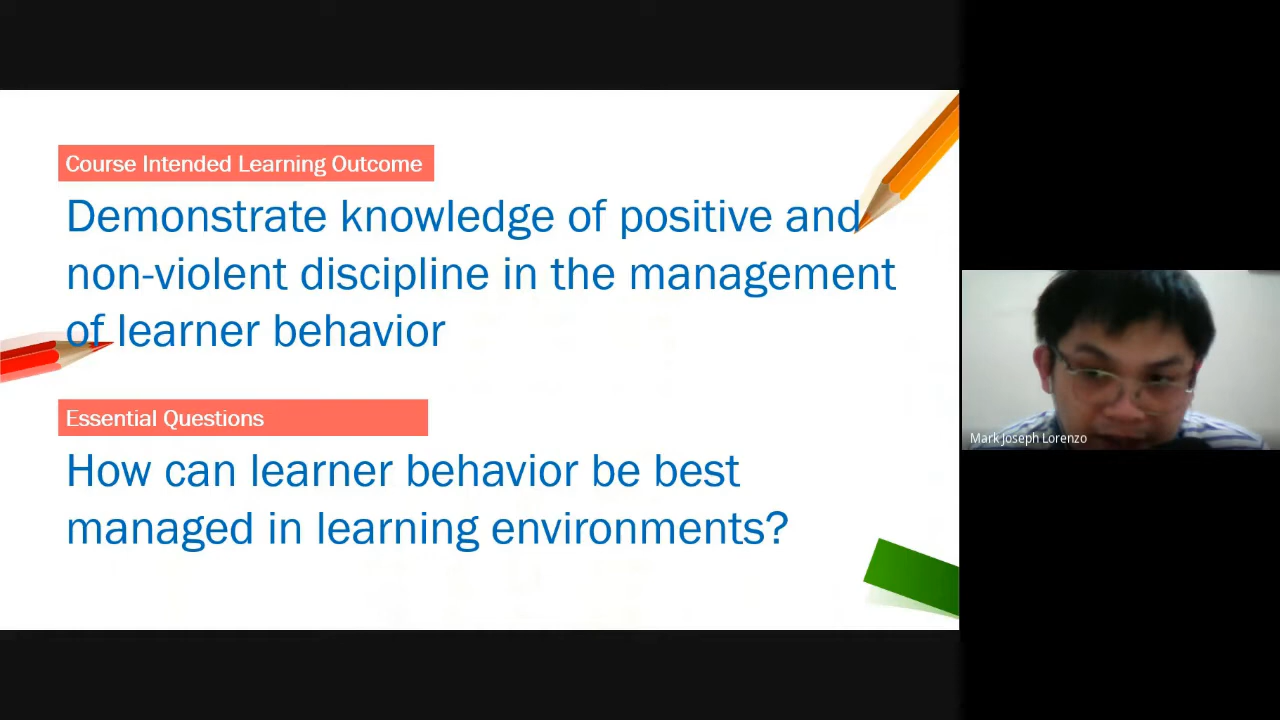 Course Intended Learning Outcome
Demonstrate knowledge of positive and
non-violent discipline in the management
of learner behavior
Essential Questions
How can learner behavior be best
managed in learning environments?
Mark Joseph Lorenzo